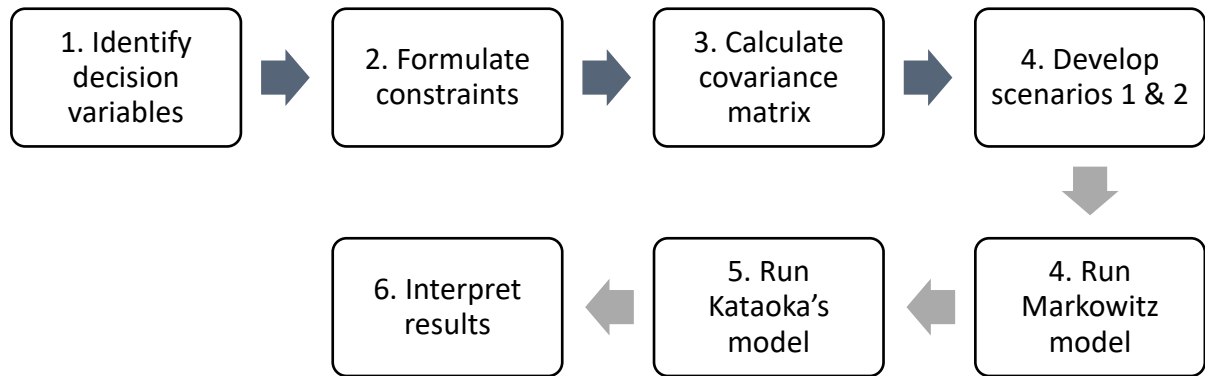 1. Identify
decision
variables
2. Formulate
constraints
3. Calculate
covariance
matrix
4. Develop
scenarios 1 & 2
4. Run
Markowitz
model
5. Run
Kataoka’s
model
6. Interpret
results